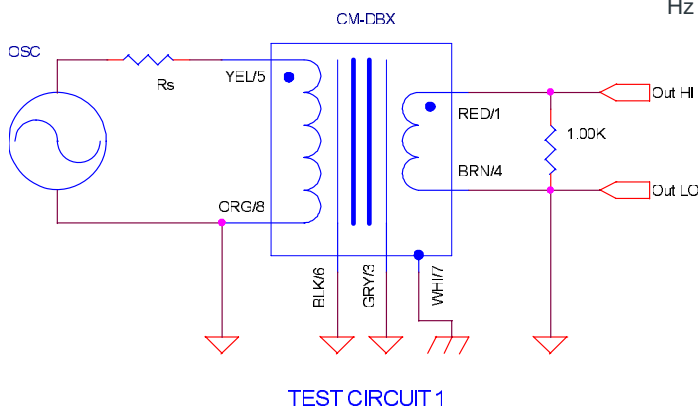 Hz
CM-DBX
OSC
Rs
YEL/5
RED/1
Out HI
1.00K
BRN/4
Out LO
ORG/8
BLK/6
GRY/3
WHI/7
TEST CIRCUIT 1